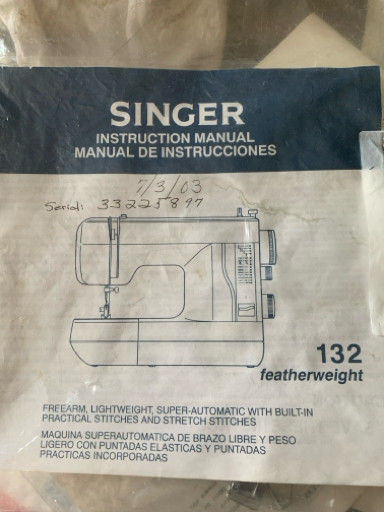 SINGER
INSTRUCTION MANUAL
MANUAL DE INSTRUCCIONES
7/3/03
Serial: 33225897
132
featherweight
FREEARM, LIGHTWEIGHT, SUPER-AUTOMATIC WITH BUILT-IN
PRACTICAL STITCHES AND STRETCH STITCHES
MAQUINA SUPERAUTOMATICA DE BRAZO LIBRE Y PESO
LIGERO CON PUNTADAS ELASTICAS Y PUNTADAS
PRACTICAS INCORPORADAS